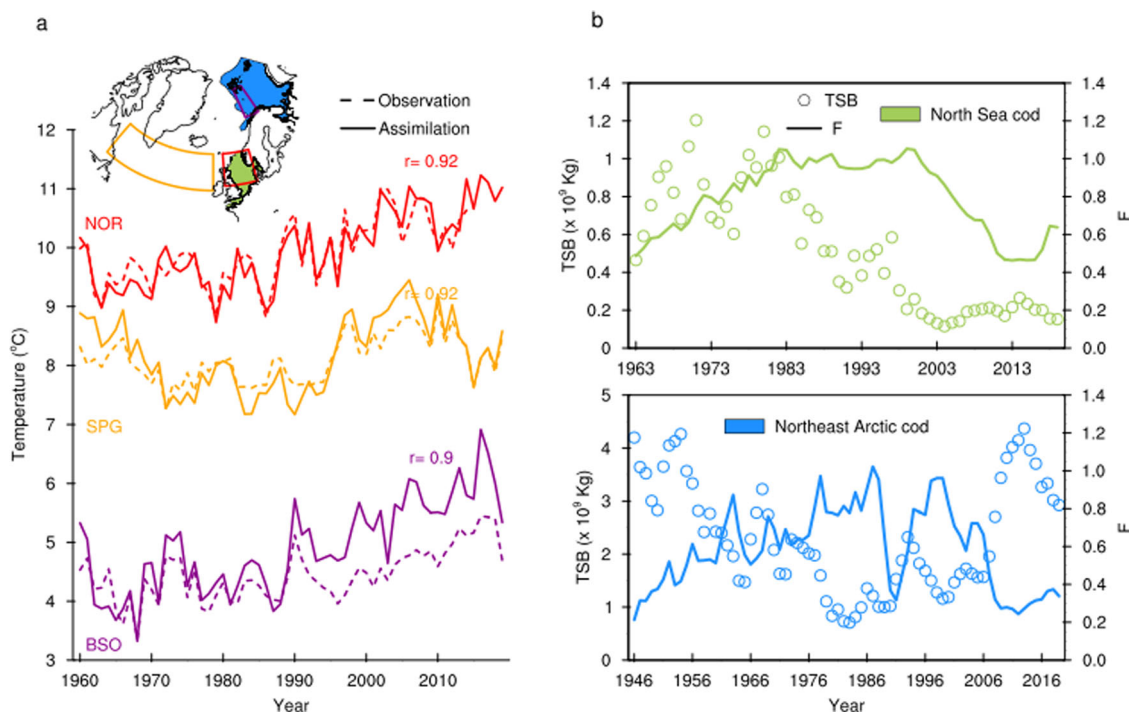 a
Observation
Assimilation
r= 0.92
NOR
r= 0.92
SPG
r= 0.9
BSO
12
11
10
9
8
7
6
5
4
3
Temperature (°C)
1960 1970 1980 1990 2000 2010
Year
b
1.4
1.2
1
0.8
0.6
0.4
0.2
0
TSB (x 10⁹ Kg)
TSB
F
North Sea cod
1.4
1.2
1.0
0.8
0.6
0.4
0.2
0.0
F
1963 1973 1983 1993 2003 2013
5
4
3
2
1
0
TSB (x 10⁹ Kg)
Northeast Arctic cod
1.4
1.2
1.0
0.8
0.6
0.4
0.2
0.0
F
1946 1956 1966 1976 1986 1996 2006 2016
Year